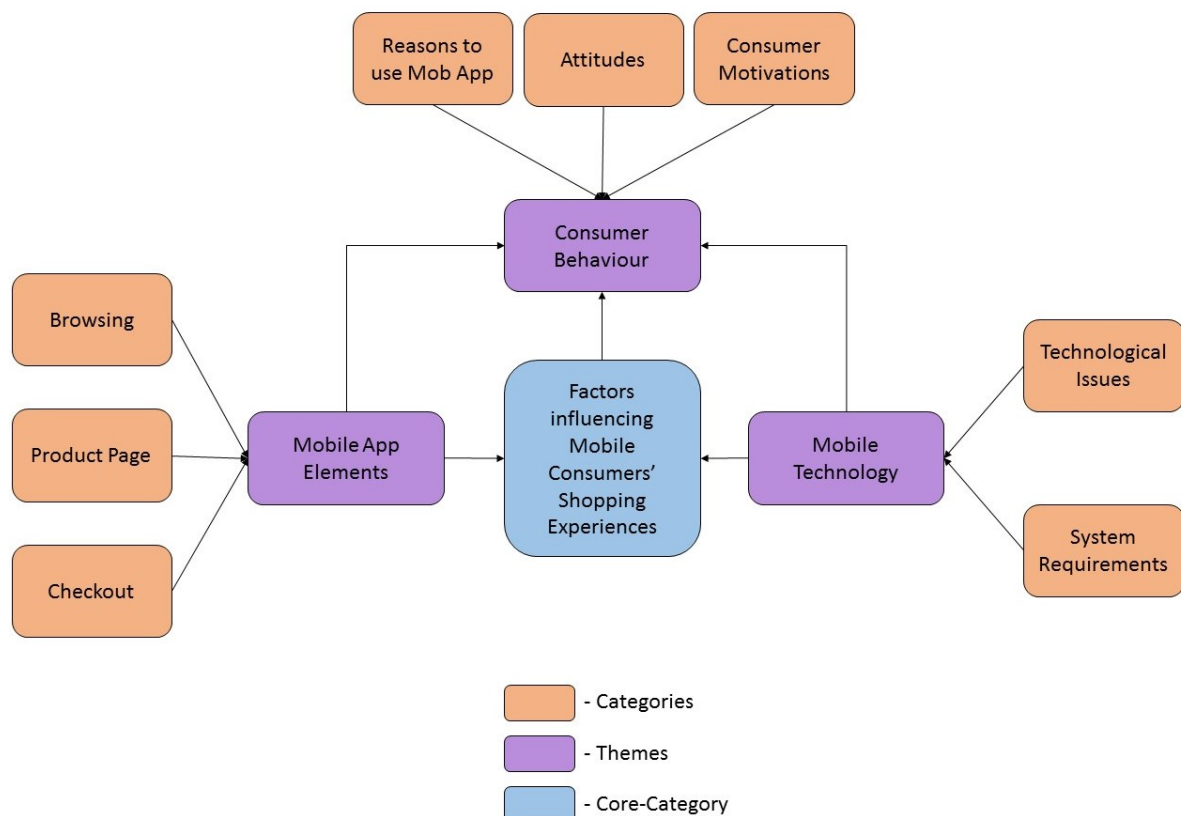 Reasons to
use Mob App
Attitudes
Consumer
Motivations
Consumer
Behaviour
Browsing
Product Page
Checkout
Mobile App
Elements
Factors
influencing
Mobile
Consumers’
Shopping
Experiences
Mobile
Technology
Technological
Issues
System
Requirements
- Categories
- Themes
- Core-Category